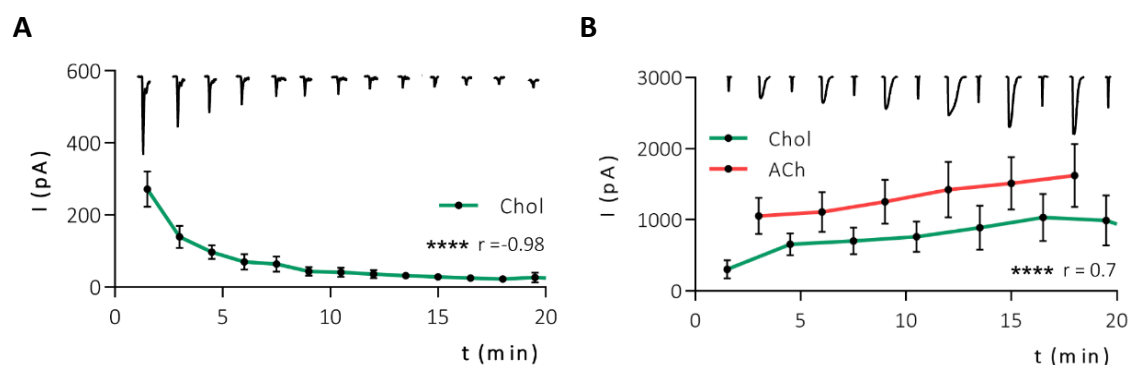 A
I (pA)
600
400
200
0
0 5 10 15 20
t (min)
Chol
**** r =-0.98
B
I (pA)
3000
2000
1000
0
0 5 10 15 20
t (min)
Chol
ACh
**** r = 0.7